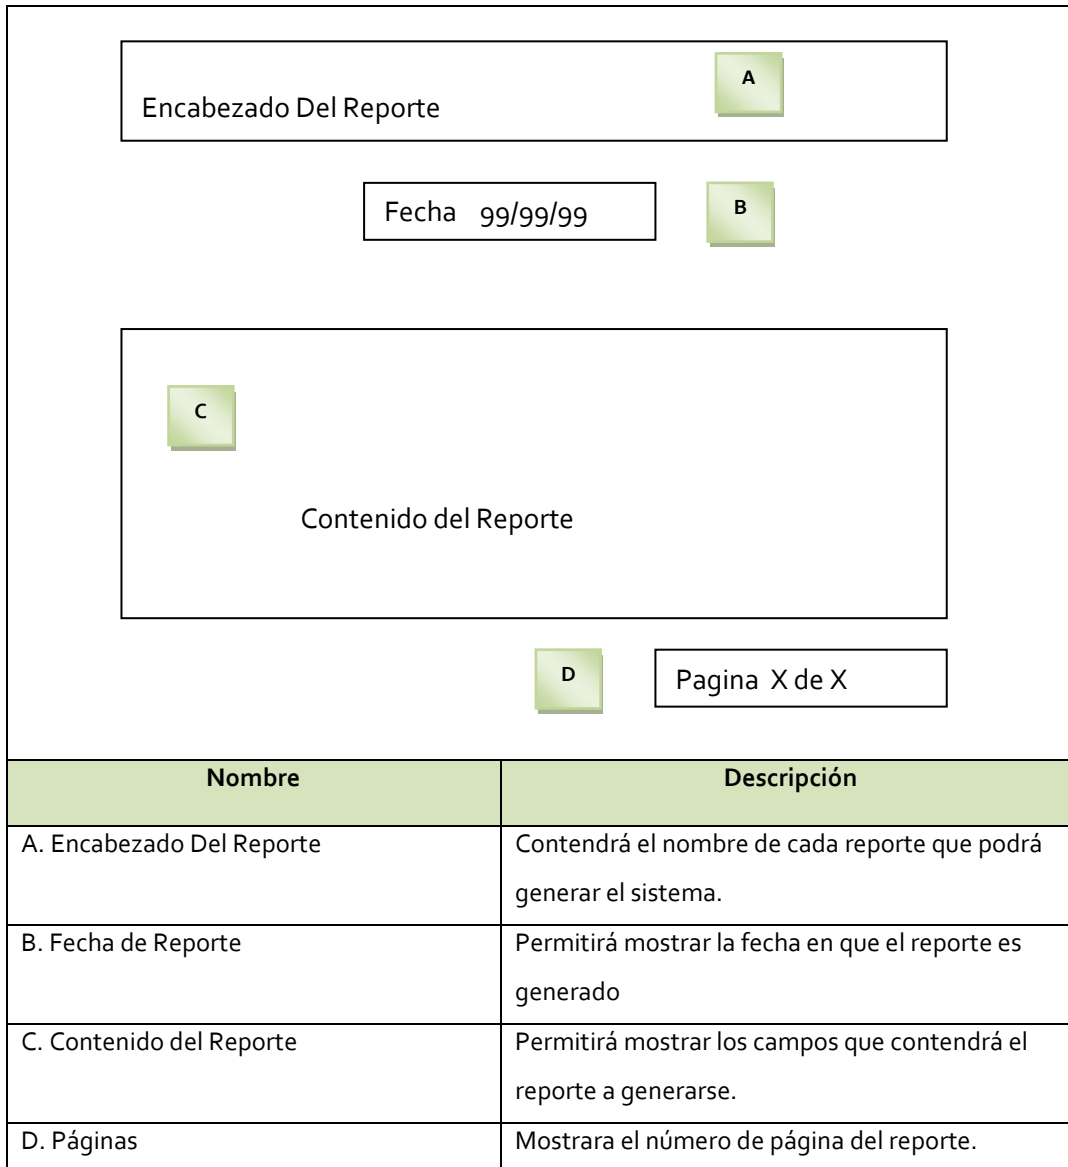 A
Encabezado Del Reporte
Fecha 99/99/99
B
C
Contenido del Reporte
D
Pagina X de X
Nombre
Descripción
A. Encabezado Del Reporte
Contendrá el nombre de cada reporte que podrá
generar el sistema.
B. Fecha de Reporte
Permitirá mostrar la fecha en que el reporte es
generado
C. Contenido del Reporte
Permitirá mostrar los campos que contendrá el
reporte a generarse.
D. Páginas
Mostrara el número de página del reporte.